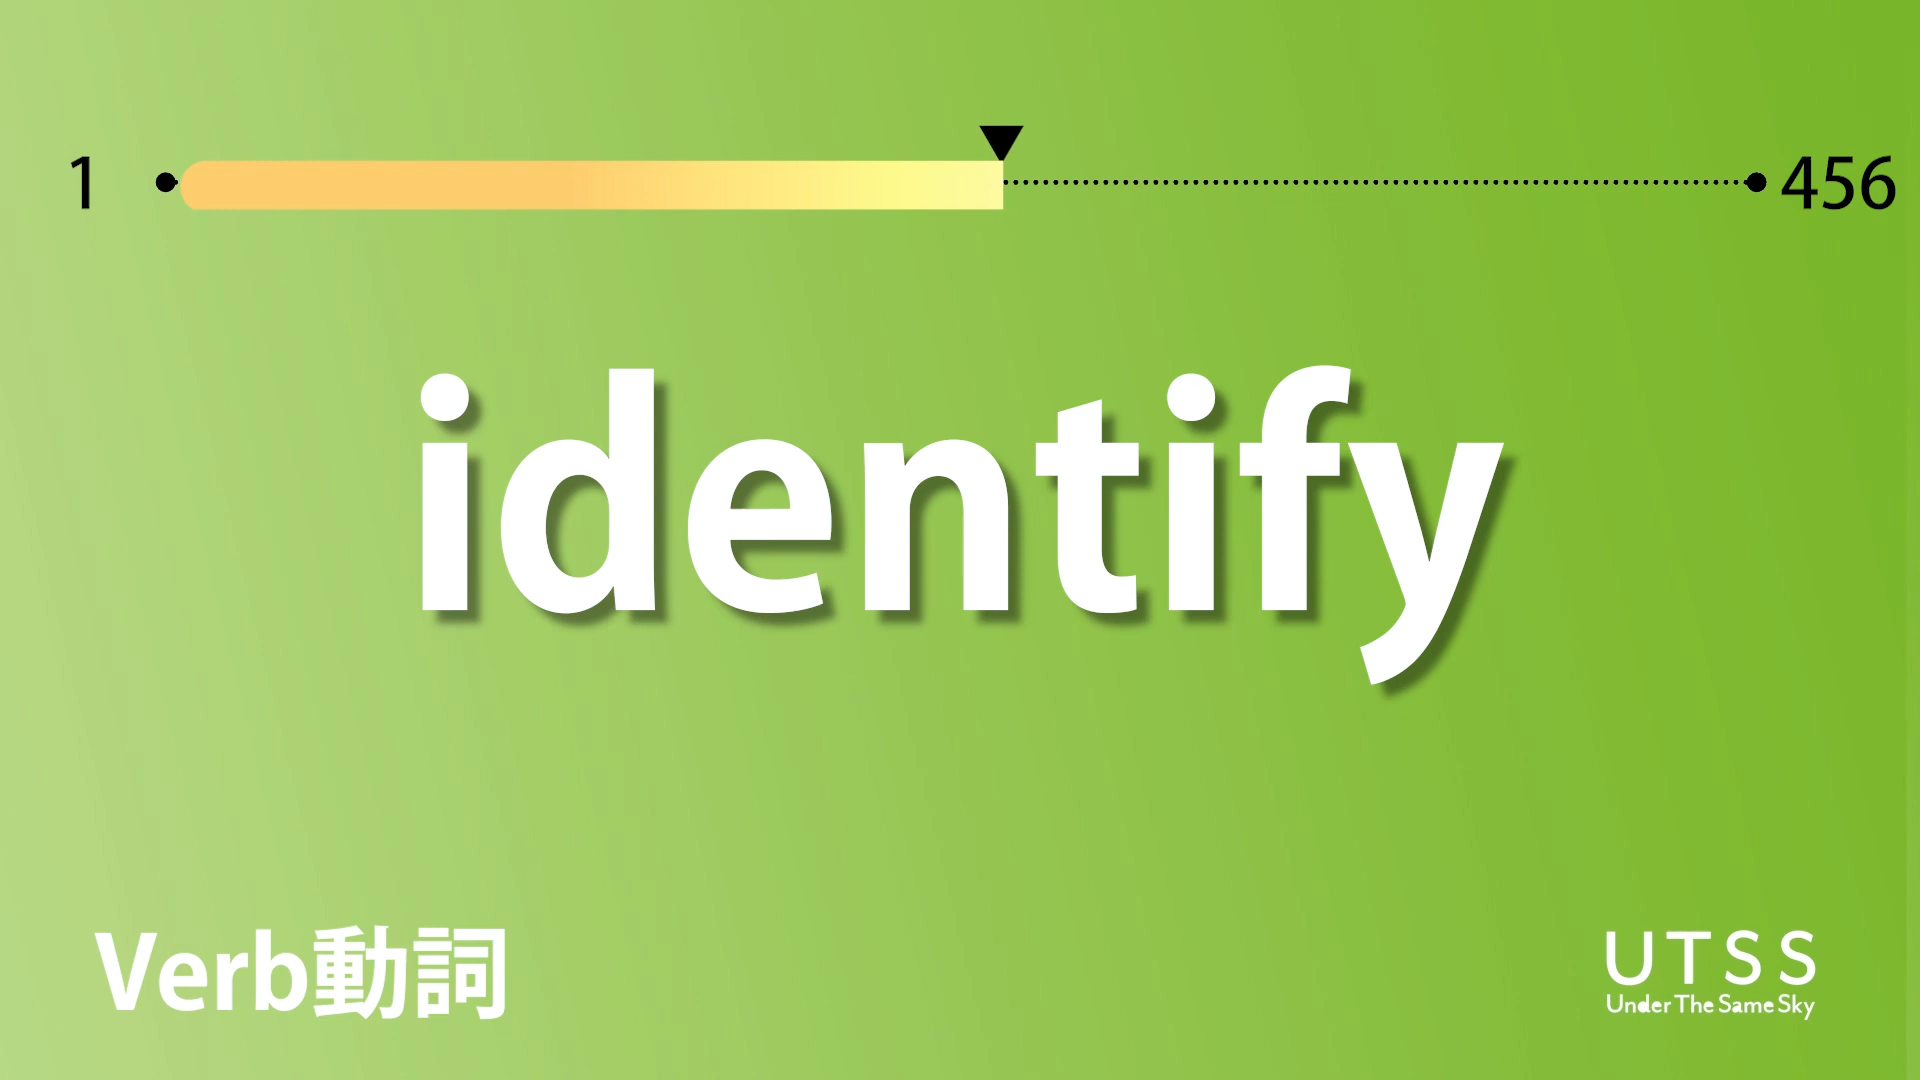 1
456
identify
Verb動詞
UTSS
Under The Same Sky